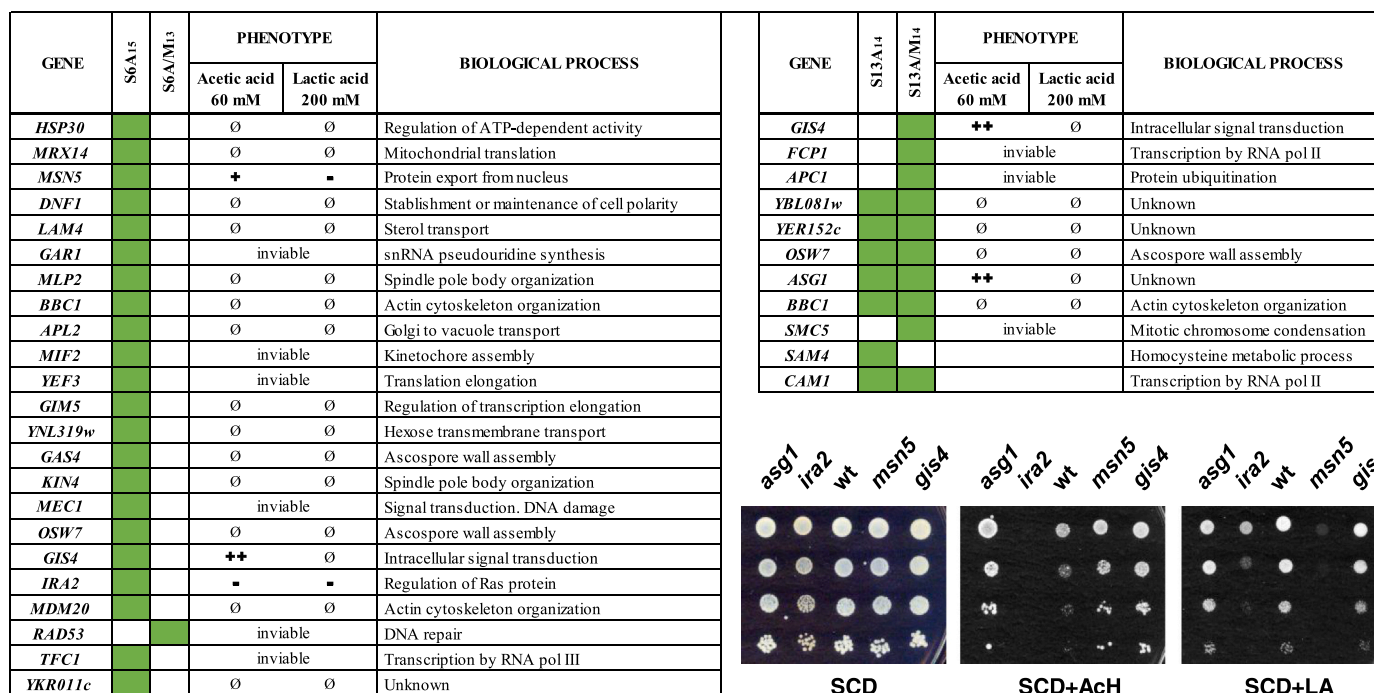 GENE S6A15 S6A/M13 PHENOTYPE BIOLOGICAL PROCESS
Acetic acid 60 mM Lactic acid 200 mM
HSP30 Ø Ø Regulation of ATP-dependent activity
MRX14 Ø Ø Mitochondrial translation
MSN5 + - Protein export from nucleus
DNF1 Ø Ø Stablishment or maintenance of cell polarity
LAM4 Ø Ø Sterol transport
GAR1 inviable snRNA pseudouridine synthesis
MLP2 Ø Ø Spindle pole body organization
BBC1 Ø Ø Actin cytoskeleton organization
APL2 Ø Ø Golgi to vacuole transport
MIF2 inviable Kinetochore assembly
YEF3 inviable Translation elongation
GIM5 Ø Ø Regulation of transcription elongation
YNL319w Ø Ø Hexose transmembrane transport
GAS4 Ø Ø Ascospore wall assembly
KIN4 Ø Ø Spindle pole body organization
MEC1 inviable Signal transduction. DNA damage
OSW7 Ø Ø Ascospore wall assembly
GIS4 ++ Ø Intracellular signal transduction
IRA2 - - Regulation of Ras protein
MDM20 Ø Ø Actin cytoskeleton organization
RAD53 inviable DNA repair
TFC1 inviable Transcription by RNA pol III
YKR011c Ø Ø Unknown
GENE S13A14 S13A/M14 PHENOTYPE BIOLOGICAL PROCESS
Acetic acid 60 mM Lactic acid 200 mM
GIS4 ++ Ø Intracellular signal transduction
FCP1 inviable Transcription by RNA pol II
APC1 inviable Protein ubiquitination
YBL081w Ø Ø Unknown
YER152c Ø Ø Unknown
OSW7 Ø Ø Ascospore wall assembly
ASG1 ++ Ø Unknown
BBC1 Ø Ø Actin cytoskeleton organization
SMC5 inviable Mitotic chromosome condensation
SAM4 Homocysteine metabolic process
CAM1 Transcription by RNA pol II
asg1 ira2 wt msn5 gis4 asg1 ira2 wt msn5 gis4 asg1 ira2 wt msn5 gis
SCD SCD+AcH SCD+LA